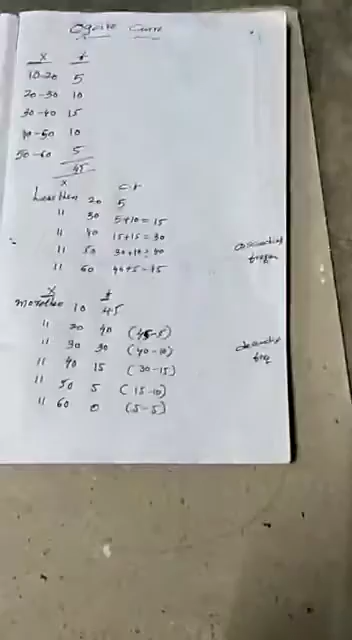 Ogive Curve
X f
10-20 5
20-30 10
30-40 15
40-50 10
50-60 5
45
X c.f
Less than 20 5
" 30 5+10=15
" 40 15+15=30
" 50 30+10=40
" 60 40+5=45
X f
more than 10 45
" 20 40 (45-5)
" 30 30 (40-10)
" 40 15 (30-15)
" 50 5 (15-10)
" 60 0 (5-5)